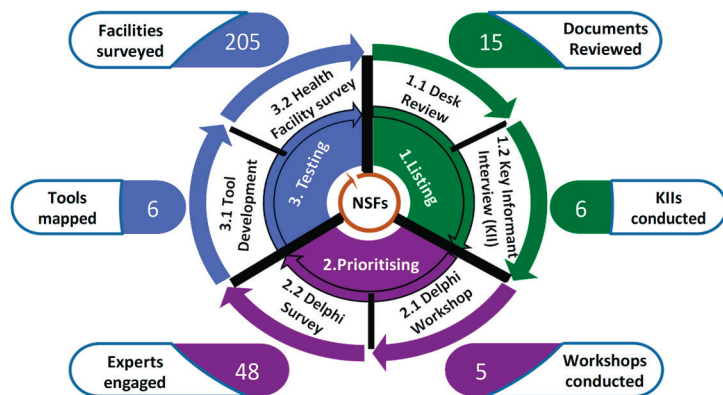 Facilities
surveyed
205
15
Documents
Reviewed
3.2 Health
Facility survey
1.1 Desk
Review
3. Testing
1.Listing
1.2 Key Informant
Interview (KII)
3.1 Tool
Development
NSFs
Tools
mapped
6
6
KIIs
conducted
2.Prioritising
2.2 Delphi
Survey
2.1 Delphi
Workshop
Experts
engaged
48
5
Workshops
conducted